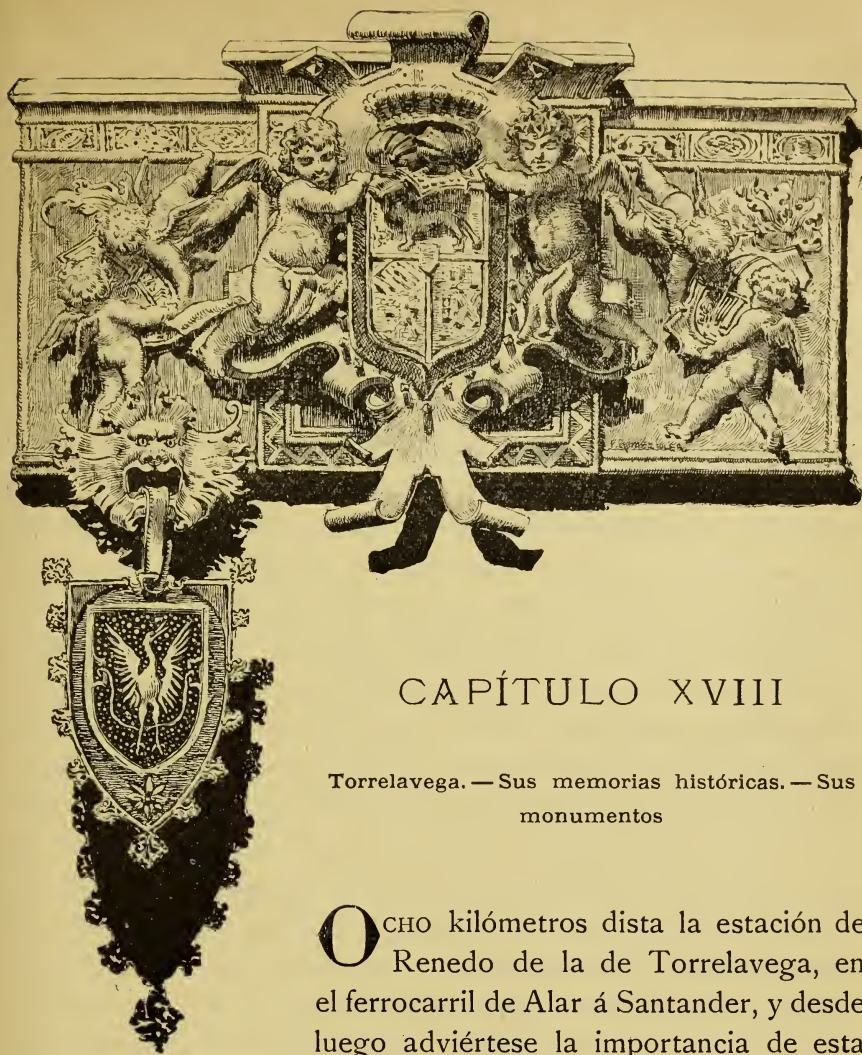 CAPÍTULO XVIII
Torrelavega. — Sus memorias históricas. — Sus
monumentos
OCHO kilómetros dista la estación de
Renedo de la de Torrelavega, en
el ferrocarril de Alar á Santander, y desde
luego adviértese la importancia de esta